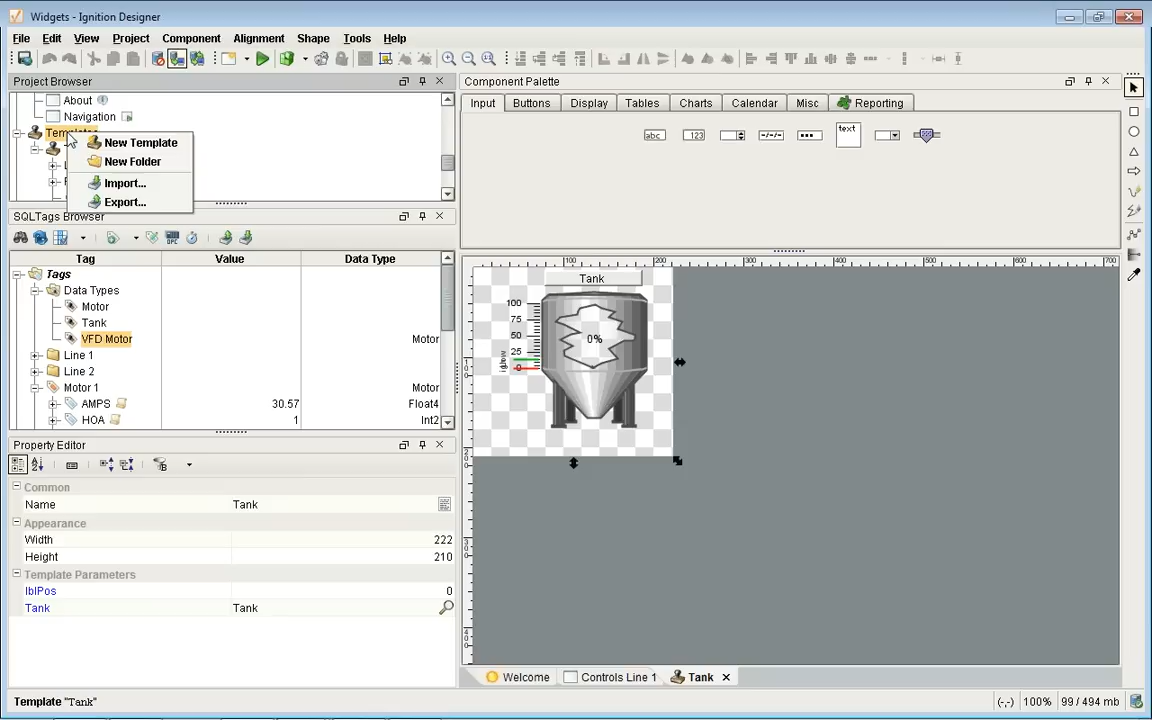 Widgets - Ignition Designer
File Edit View Project Component Alignment Shape Tools Help
Project Browser
About
Navigation
New Template
New Folder
Import...
Export...
SQLTags Browser
Tag Value Data Type
Tags
Data Types
Motor
Tank
VFD Motor Motor
Line 1
Line 2
Motor 1 Motor
AMPS 30.57 Float4
HOA 1 Int2
Property Editor
Common
Name Tank
Appearance
Width 222
Height 210
Template Parameters
lblPos 0
Tank Tank
Component Palette
Input Buttons Display Tables Charts Calendar Misc Reporting
abc 123 text
100 200 300 400 500 600 700
Tank
100
75
50
25
0
0%
Welcome Controls Line 1 Tank
Template "Tank" (-,-) 100% 99 / 494 mb